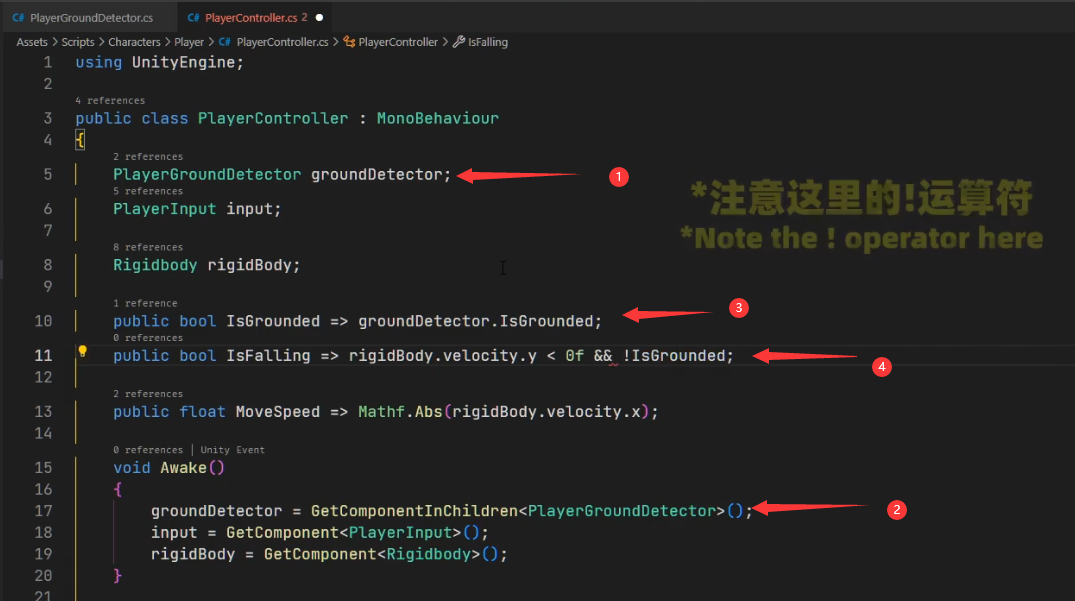 C# PlayerGroundDetector.cs C# PlayerController.cs 2 ●
Assets > Scripts > Characters > Player > C# PlayerController.cs > PlayerController > IsFalling
1 using UnityEngine;
2
4 references
3 public class PlayerController : MonoBehaviour
4 {
2 references
5 PlayerGroundDetector groundDetector; 1
5 references
6 PlayerInput input;
*注意这里的!运算符
*Note the ! operator here
7
8 references
8 Rigidbody rigidBody;
9
1 reference
10 public bool IsGrounded => groundDetector.IsGrounded; 3
0 references
11 public bool IsFalling => rigidBody.velocity.y < 0f && !IsGrounded; 4
12
2 references
13 public float MoveSpeed => Mathf.Abs(rigidBody.velocity.x);
14
0 references | Unity Event
15 void Awake()
16 {
17 groundDetector = GetComponentInChildren<PlayerGroundDetector>(); 2
18 input = GetComponent<PlayerInput>();
19 rigidBody = GetComponent<Rigidbody>();
20 }
21